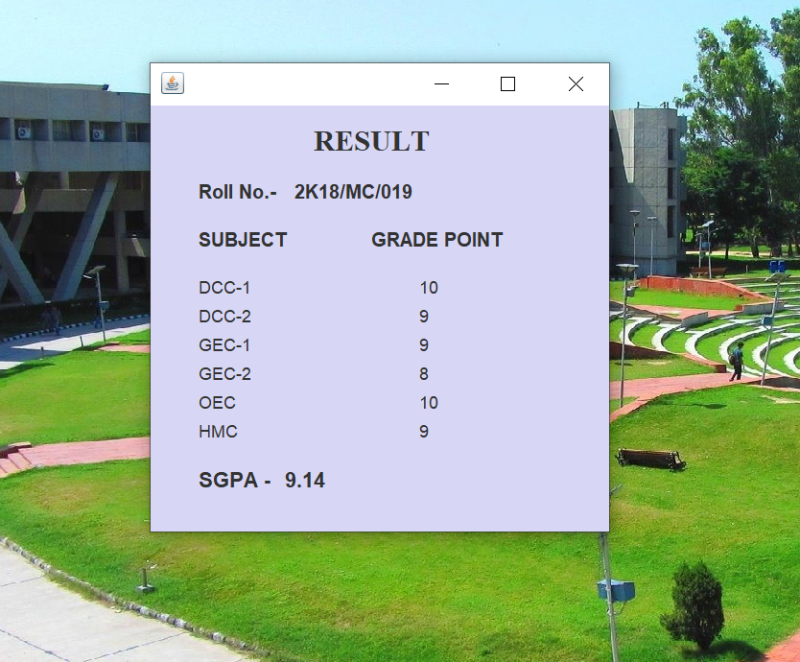 RESULT
Roll No.- 2K18/MC/019
SUBJECT GRADE POINT
DCC-1 10
DCC-2 9
GEC-1 9
GEC-2 8
OEC 10
HMC 9
SGPA - 9.14